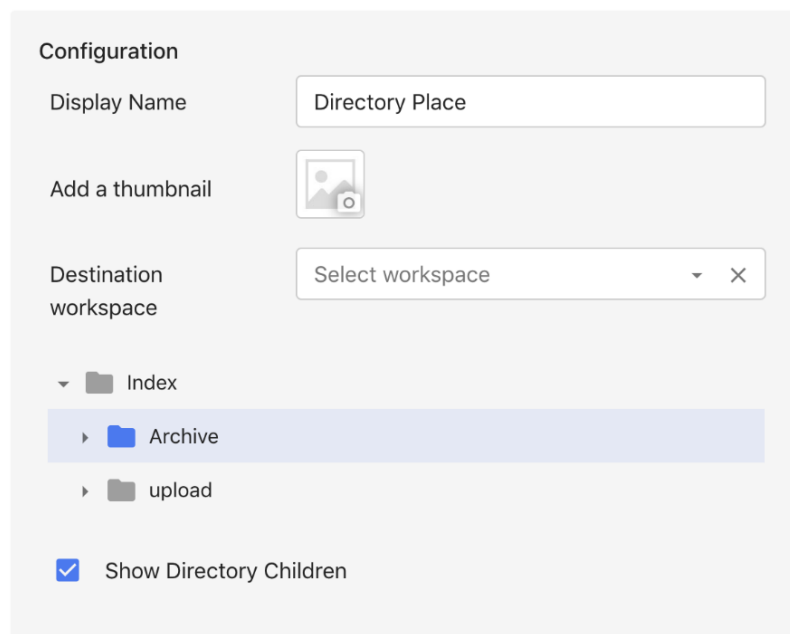 Configuration
Display Name
Directory Place
Add a thumbnail
Destination
workspace
Select workspace
Index
Archive
upload
Show Directory Children